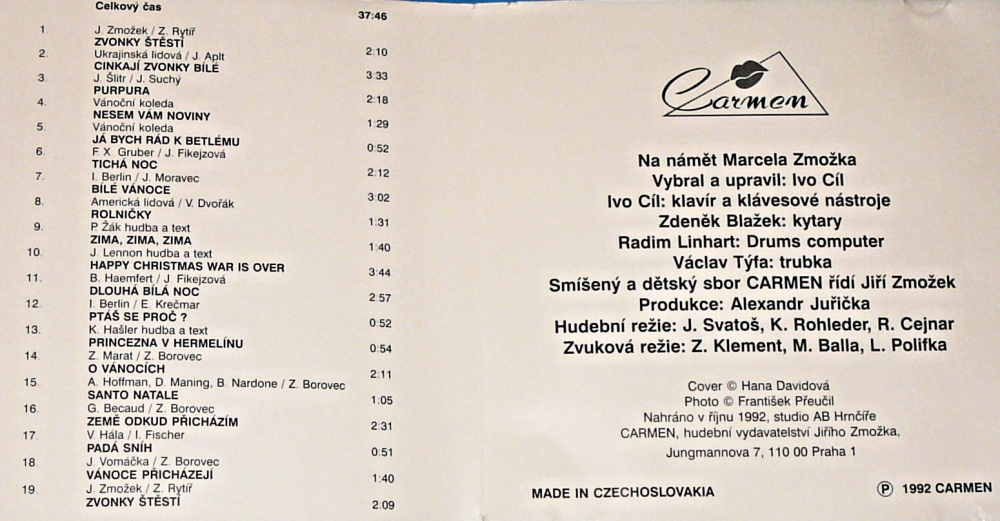 Celkový čas 37:46
1. J. Zmožek / Z. Rytíř
ZVONKY ŠTĚSTÍ 2:10
2. Ukrajinská lidová / J. Aplt
CINKAJÍ ZVONKY BÍLÉ 3:33
3. J. Šlitr / J. Suchý
PURPURA 2:18
4. Vánoční koleda
NESEM VÁM NOVINY 1:29
5. Vánoční koleda
JÁ BYCH RÁD K BETLÉMU 0:52
6. F. X. Gruber / J. Fikejzová
TICHÁ NOC 2:12
7. I. Berlin / J. Moravec
BÍLÉ VÁNOCE 3:02
8. Americká lidová / V. Dvořák
ROLNIČKY 1:31
9. P. Žák hudba a text
ZIMA, ZIMA, ZIMA 1:40
10. J. Lennon hudba a text
HAPPY CHRISTMAS WAR IS OVER 3:44
11. B. Haemfert / J. Fikejzová
DLOUHÁ BÍLÁ NOC 2:57
12. I. Berlin / E. Krečmar
PTÁŠ SE PROČ ? 0:52
13. K. Hašler hudba a text
PRINCEZNA V HERMELÍNU 0:54
14. Z. Marat / Z. Borovec
O VÁNOCÍCH 2:11
15. A. Hoffman, D. Maning, B. Nardone / Z. Borovec
SANTO NATALE 1:05
16. G. Becaud / Z. Borovec
ZEMĚ ODKUD PŘICHÁZÍM 2:31
17. V. Hála / I. Fischer
PADÁ SNÍH 0:51
18. J. Vomáčka / Z. Borovec
VÁNOCE PŘICHÁZEJÍ 1:40
19. J. Zmožek / Z. Rytíř
ZVONKY ŠTĚSTÍ 2:09
Carmen
Na námět Marcela Zmožka
Vybral a upravil: Ivo Cíl
Ivo Cíl: klavír a klávesové nástroje
Zdeněk Blažek: kytary
Radim Linhart: Drums computer
Václav Týfa: trubka
Smíšený a dětský sbor CARMEN řídí Jiří Zmožek
Produkce: Alexandr Juřička
Hudební režie: J. Svatoš, K. Rohleder, R. Cejnar
Zvuková režie: Z. Klement, M. Balla, L. Polifka
Cover © Hana Davidová
Photo © František Přeučil
Nahráno v říjnu 1992, studio AB Hrnčíře
CARMEN, hudební vydavatelství Jiřího Zmožka,
Jungmannova 7, 110 00 Praha 1
MADE IN CZECHOSLOVAKIA ℗ 1992 CARMEN